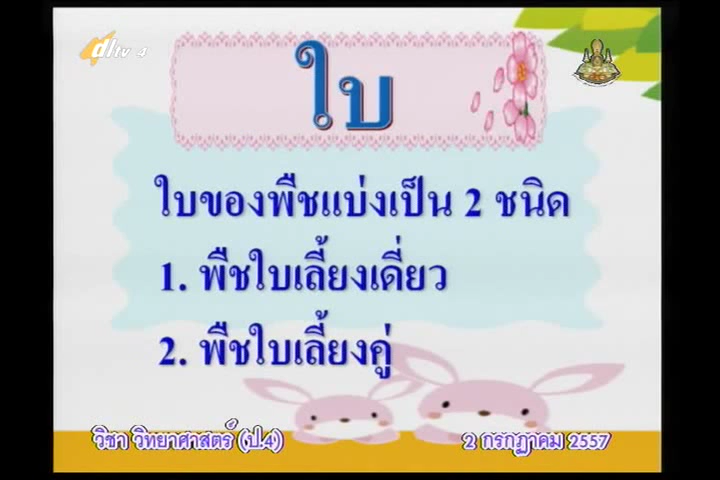 dltv 4
ใบ
ใบของพืชแบ่งเป็น 2 ชนิด
1. พืชใบเลี้ยงเดี่ยว
2. พืชใบเลี้ยงคู่
วิชา วิทยาศาสตร์ (ป.4)
2 กรกฎาคม 2557